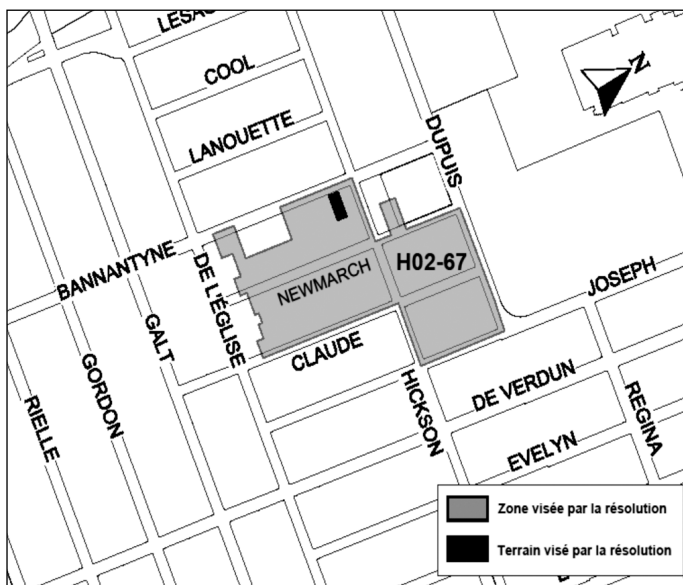 COOL
LANOUETTE
DUPUIS
N
BANNANTYNE
DE L'ÉGLISE
NEWMARCH
H02-67
JOSEPH
GALT
CLAUDE
GORDON
HICKSON
DE VERDUN
RIELLE
REGINA
EVELYN
Zone visée par la résolution
Terrain visé par la résolution